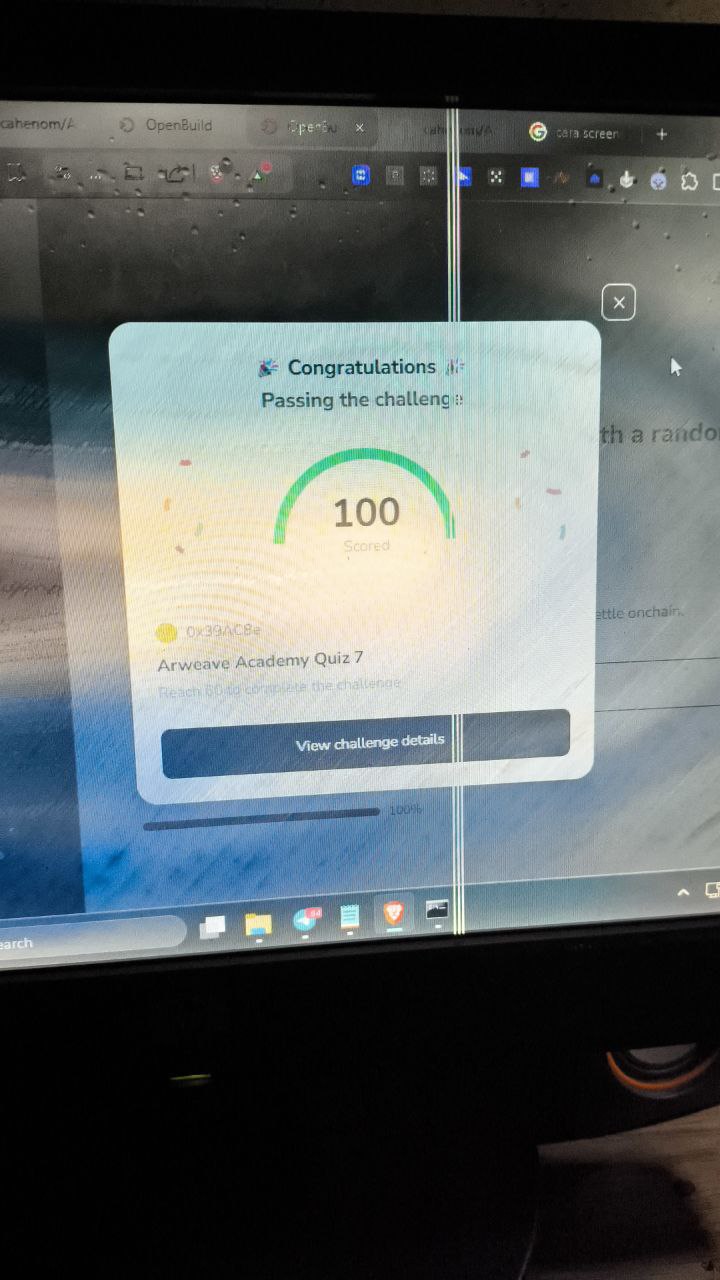 cahenom/A
OpenBuild
cara screen
Congratulations
Passing the challenge
th a rando
100
Scored
ettle onchain.
0x39AC8e
Arweave Academy Quiz 7
Reach 60 to complete the challenge
View challenge details
100%
earch